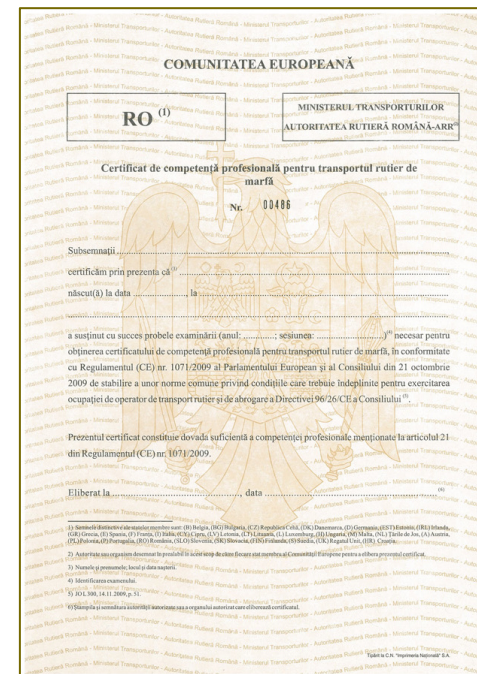 COMUNITATEA EUROPEANĂ
RO (1)
MINISTERUL TRANSPORTURILOR
AUTORITATEA RUTIERĂ ROMÂNĂ-ARR(2)
Certificat de competență profesională pentru transportul rutier de
marfă
Nr. 00486
Subsemnații
certificăm prin prezenta că (3)
născut(ă) la data , la
a susținut cu succes probele examinării (anul: ..........; sesiunea: ......................)(4) necesar pentru
obținerea certificatului de competență profesională pentru transportul rutier de marfă, în conformitate
cu Regulamentul (CE) nr. 1071/2009 al Parlamentului European și al Consiliului din 21 octombrie
2009 de stabilire a unor norme comune privind condițiile care trebuie îndeplinite pentru exercitarea
ocupației de operator de transport rutier și de abrogare a Directivei 96/26/CE a Consiliului (5).
Prezentul certificat constituie dovada suficientă a competenței profesionale menționate la articolul 21
din Regulamentul (CE) nr. 1071/2009.
Eliberat la , data (6)
1) Semnele distinctive ale statelor membre sunt: (B) Belgia, (BG) Bulgaria, (CZ) Republica Cehă, (DK) Danemarca, (D) Germania, (EST) Estonia, (IRL) Irlanda,
(GR) Grecia, (E) Spania, (F) Franța, (I) Italia, (CY) Cipru, (LV) Letonia, (LT) Lituania, (L) Luxemburg, (H) Ungaria, (M) Malta, (NL) Țările de Jos, (A) Austria,
(PL) Polonia, (P) Portugalia, (RO) România, (SLO) Slovenia, (SK) Slovacia, (FIN) Finlanda, (S) Suedia, (UK) Regatul Unit, (HR) Croația.
2) Autoritate sau organism desemnat în prealabil în acest scop de către fiecare stat membru al Comunității Europene pentru a elibera prezentul certificat.
3) Numele și prenumele; locul și data nașterii.
4) Identificarea examenului.
5) JO L 300, 14.11.2009, p. 51.
6) Ștampila și semnătura autorității autorizate sau a organului autorizat care eliberează certificatul.
Tipărit la C.N. "Imprimeria Națională" S.A.